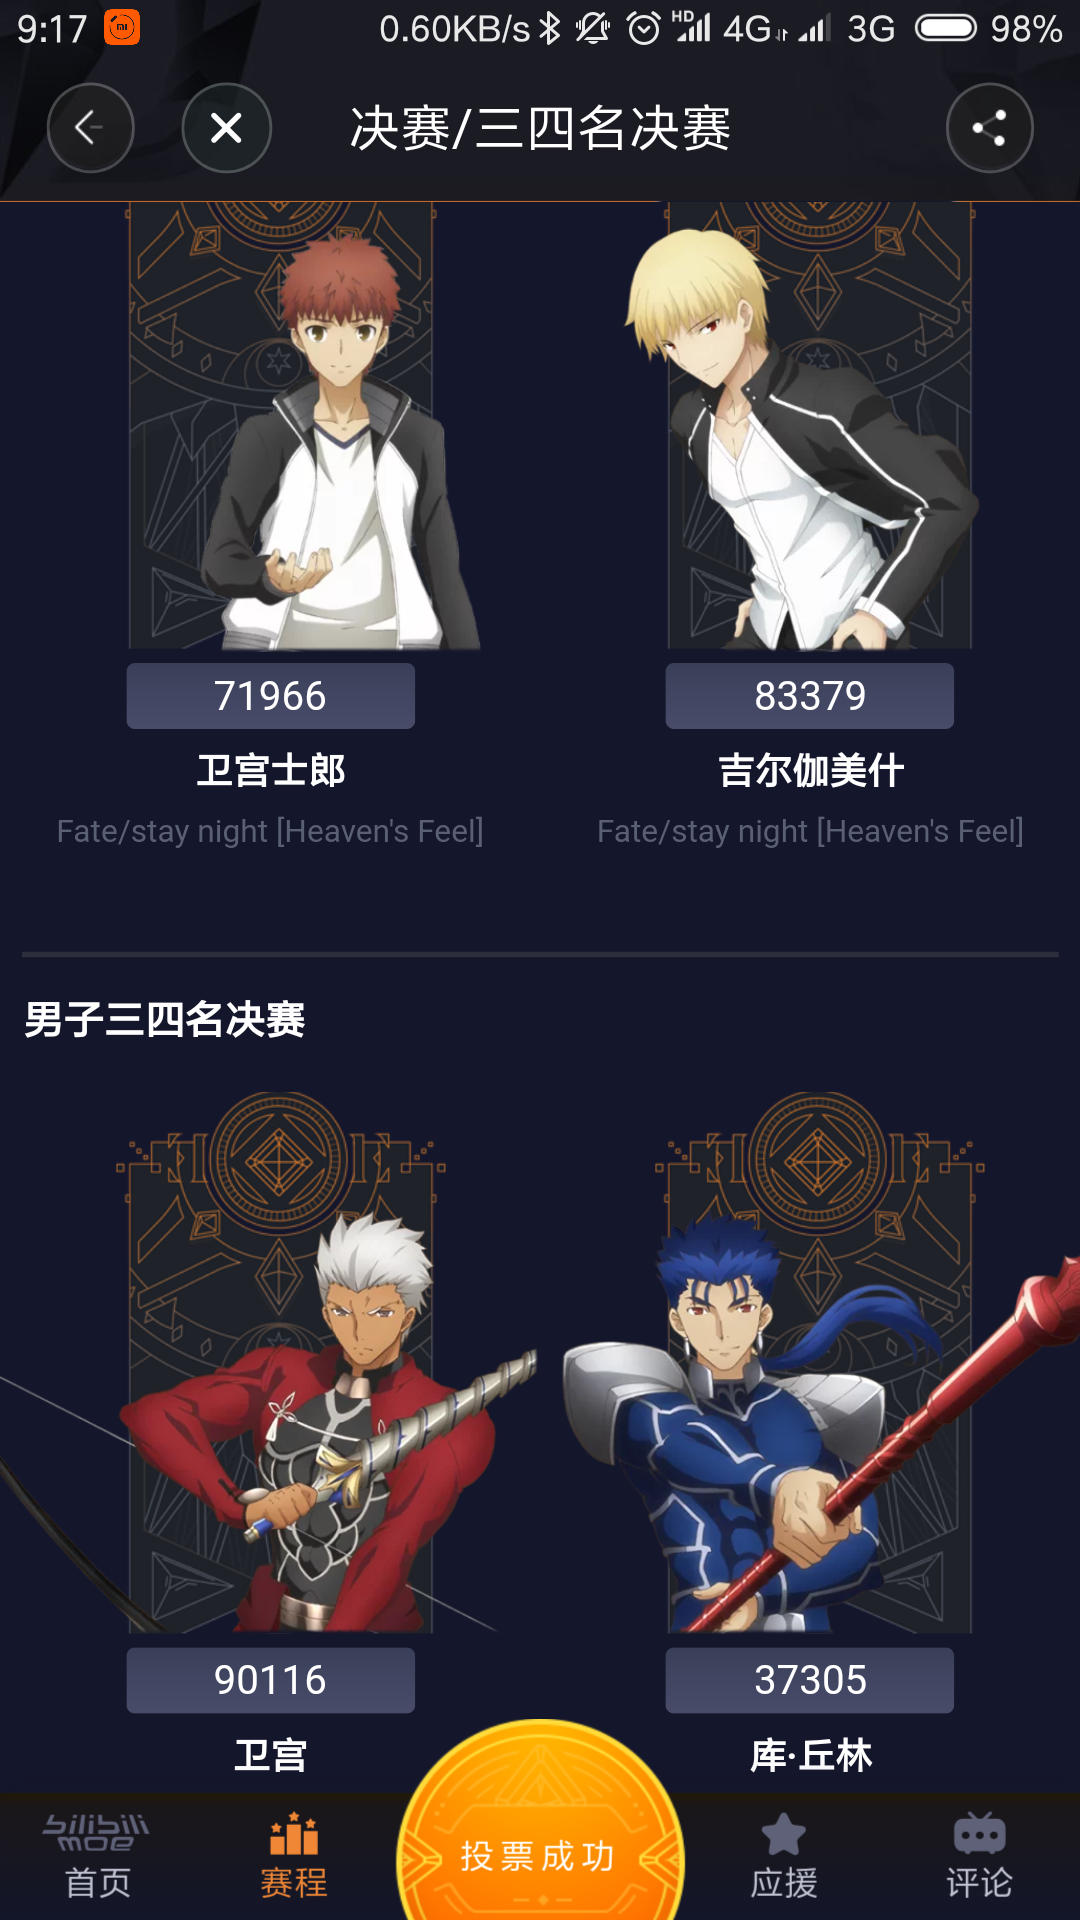 9:17 0.60KB/s HD 4G 3G 98%
决赛/三四名决赛
71966 83379
卫宫士郎 吉尔伽美什
Fate/stay night [Heaven's Feel] Fate/stay night [Heaven's Feel]
男子三四名决赛
90116 37305
卫宫 库·丘林
投票成功
bilibili moe
首页 赛程 应援 评论